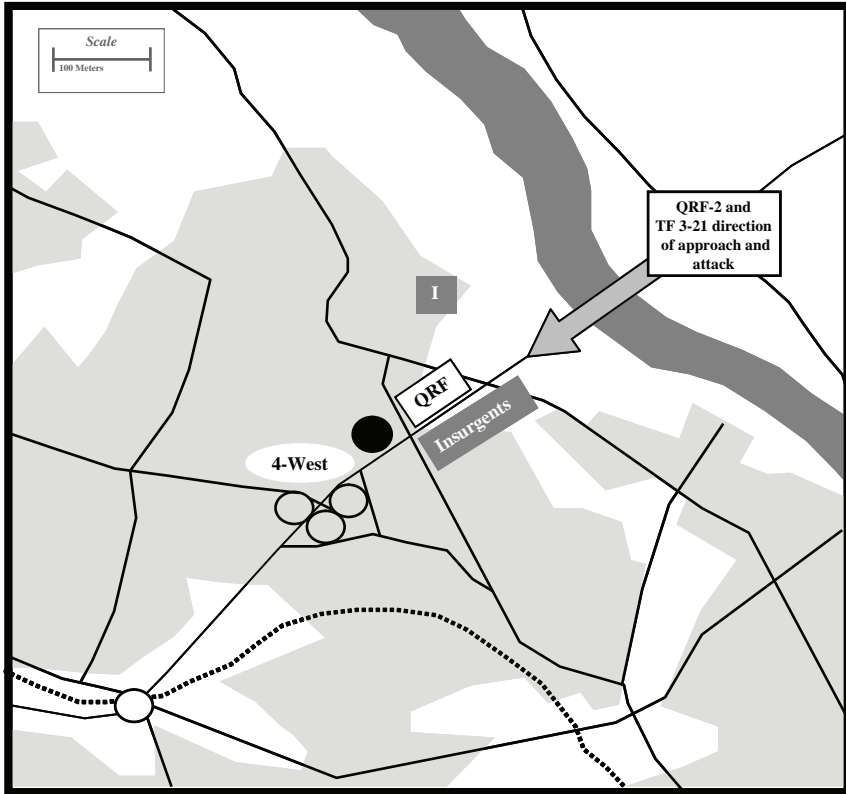 Scale
100 Meters
QRF-2 and
TF 3-21 direction
of approach and
attack
I
QRF
Insurgents
4-West